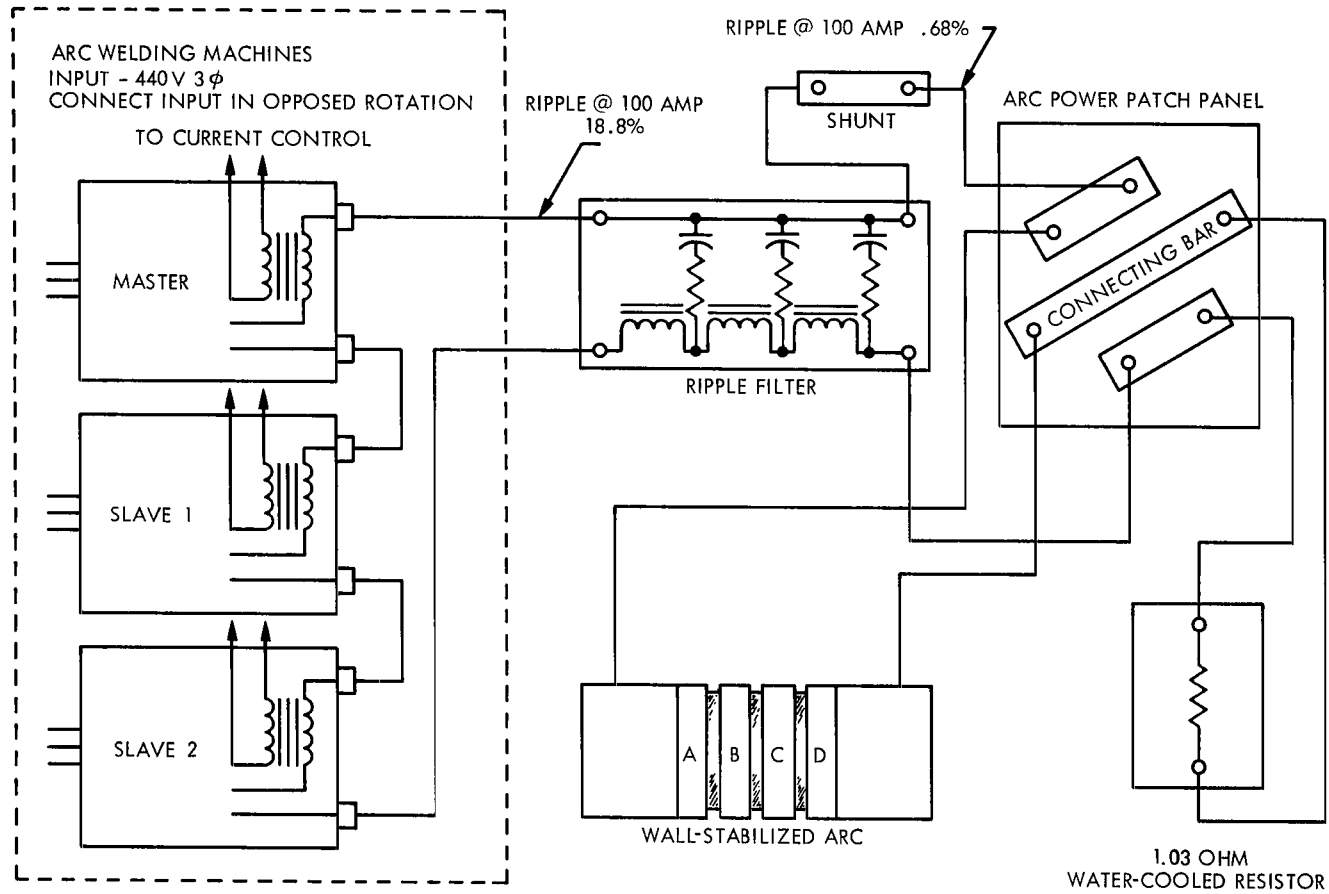 ARC WELDING MACHINES
INPUT - 440 V 3 ϕ
CONNECT INPUT IN OPPOSED ROTATION
TO CURRENT CONTROL
MASTER
SLAVE 1
SLAVE 2
RIPPLE @ 100 AMP
18.8%
RIPPLE FILTER
RIPPLE @ 100 AMP .68%
SHUNT
ARC POWER PATCH PANEL
CONNECTING BAR
A B C D
WALL-STABILIZED ARC
1.03 OHM
WATER-COOLED RESISTOR